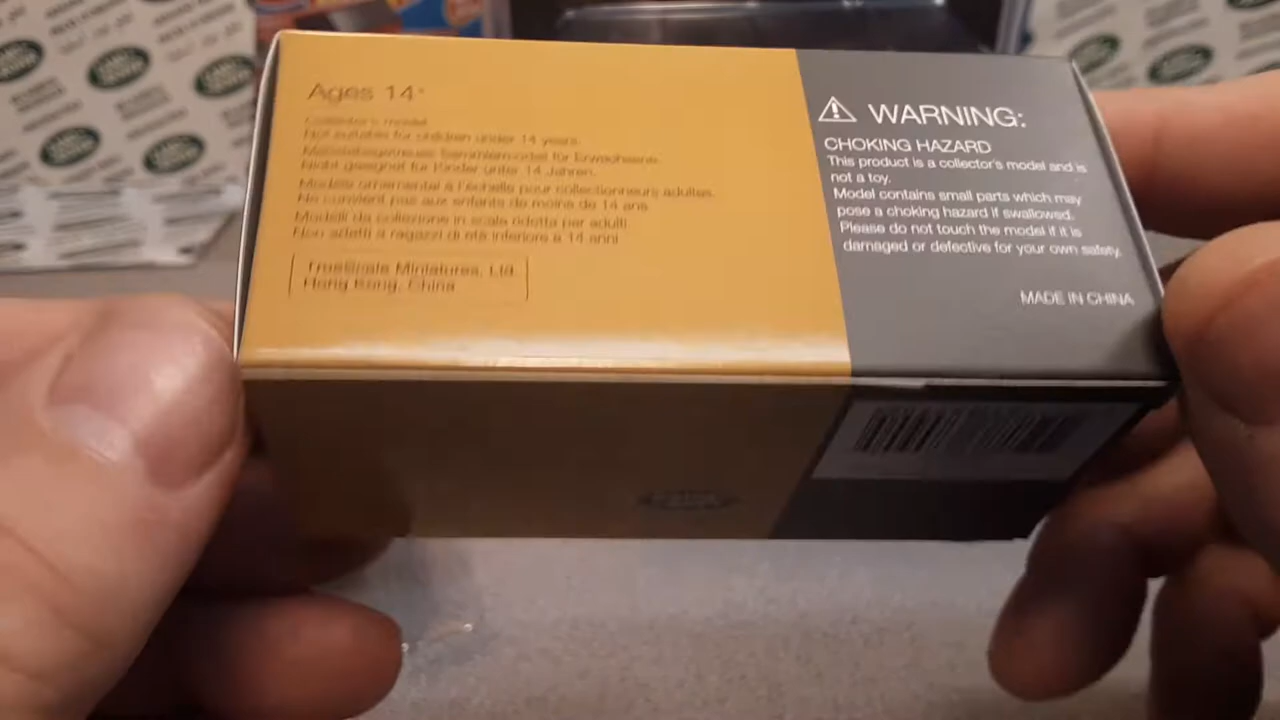 Ages 14+
Collector's model
Not suitable for children under 14 years.
Sammlermodel für Erwachsene.
Nicht geeignet für Kinder unter 14 Jahren.
à l'échelle pour collectionneurs adultes.
Ne convient pas aux enfants de moins de 14 ans
Modelli da collezione in scala ridotta per adulti
Non adatti a ragazzi di età inferiore a 14 anni
TrueScale Miniatures, Ltd.
Hong Kong, China
WARNING:
CHOKING HAZARD
This product is a collector's model and is
not a toy.
Model contains small parts which may
pose a choking hazard if swallowed.
Please do not touch the model if it is
damaged or defective for your own safety.
MADE IN CHINA